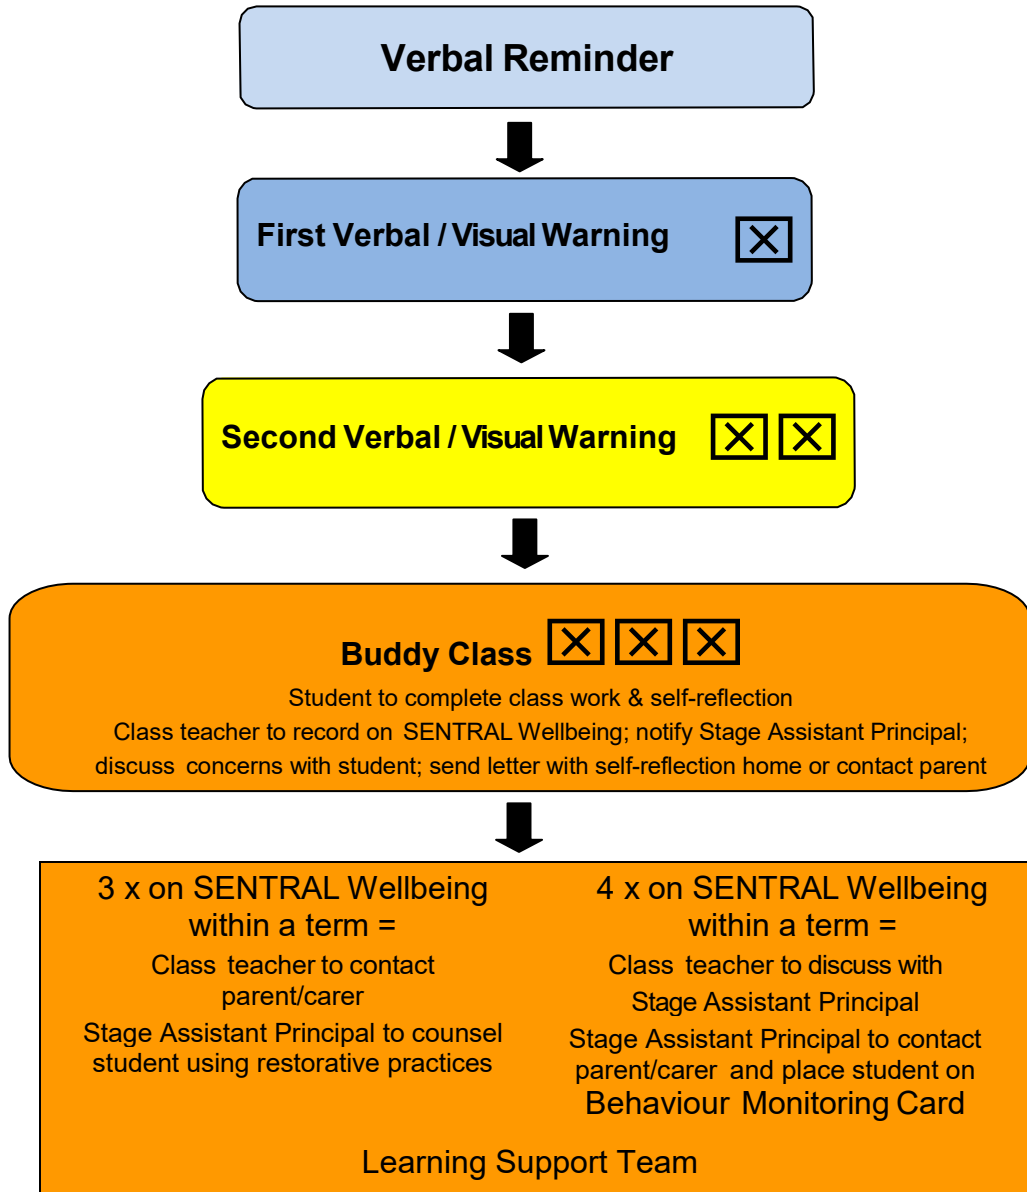 Verbal Reminder
First Verbal / Visual Warning
Second Verbal / Visual Warning
Buddy Class
Student to complete class work & self-reflection
Class teacher to record on SENTRAL Wellbeing; notify Stage Assistant Principal;
discuss concerns with student; send letter with self-reflection home or contact parent
3 x on SENTRAL Wellbeing
within a term =
Class teacher to contact
parent/carer
Stage Assistant Principal to counsel
student using restorative practices
4 x on SENTRAL Wellbeing
within a term =
Class teacher to discuss with
Stage Assistant Principal
Stage Assistant Principal to contact
parent/carer and place student on
Behaviour Monitoring Card
Learning Support Team